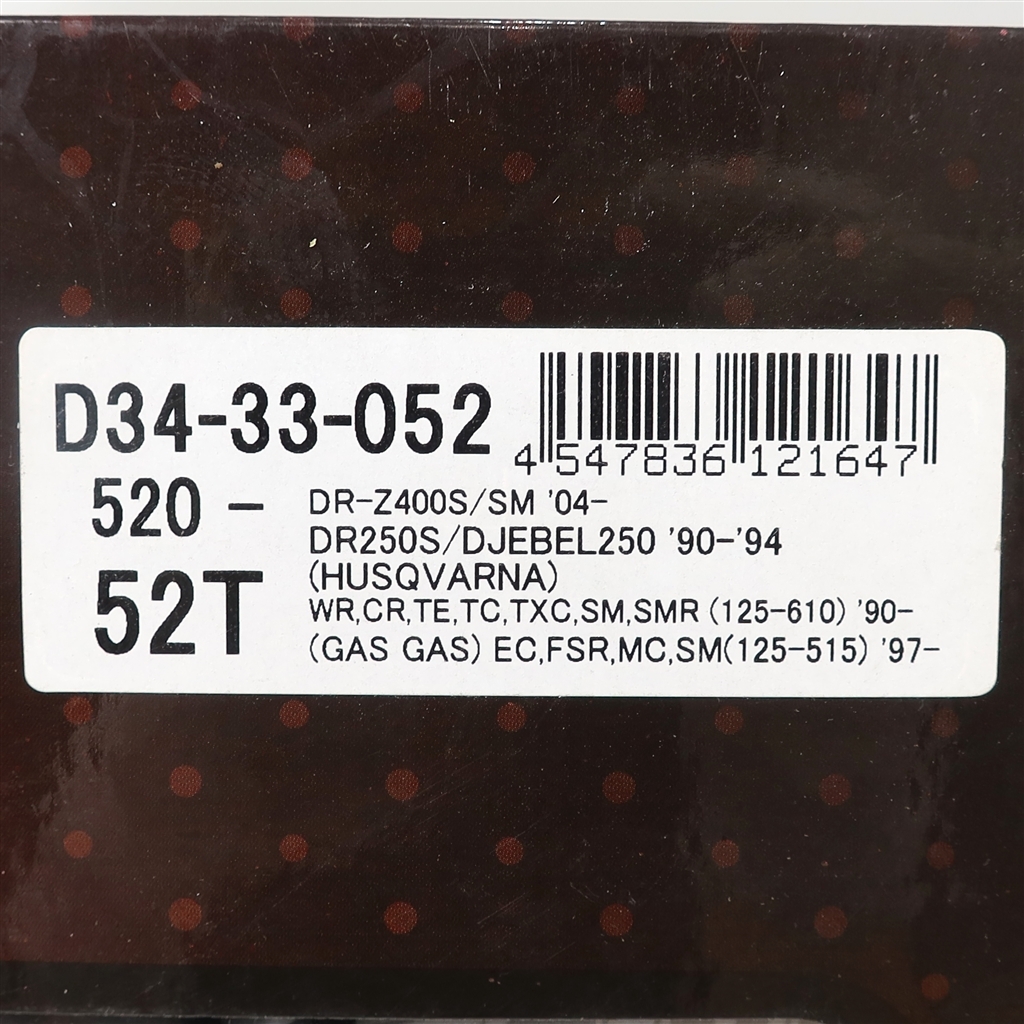 D34-33-052
4 547836 121647
520 -
52T
DR-Z400S/SM '04-
DR250S/DJEBEL250 '90-'94
(HUSQVARNA)
WR,CR,TE,TC,TXC,SM,SMR (125-610) '90-
(GAS GAS) EC,FSR,MC,SM(125-515) '97-